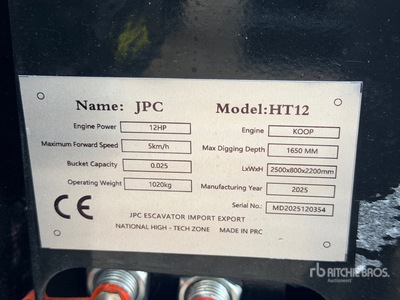 Name: JPC Model:HT12
Engine Power 12HP Engine KOOP
Maximum Forward Speed 5km/h Max Digging Depth 1650 MM
Bucket Capacity 0.025 LxWxH 2500x800x2200mm
Operating Weight 1020kg Manufacturing Year 2025
Serial No.: MD2025120354
CE
JPC ESCAVATOR IMPORT EXPORT
NATIONAL HIGH - TECH ZONE MADE IN PRC
rb RITCHIE BROS.